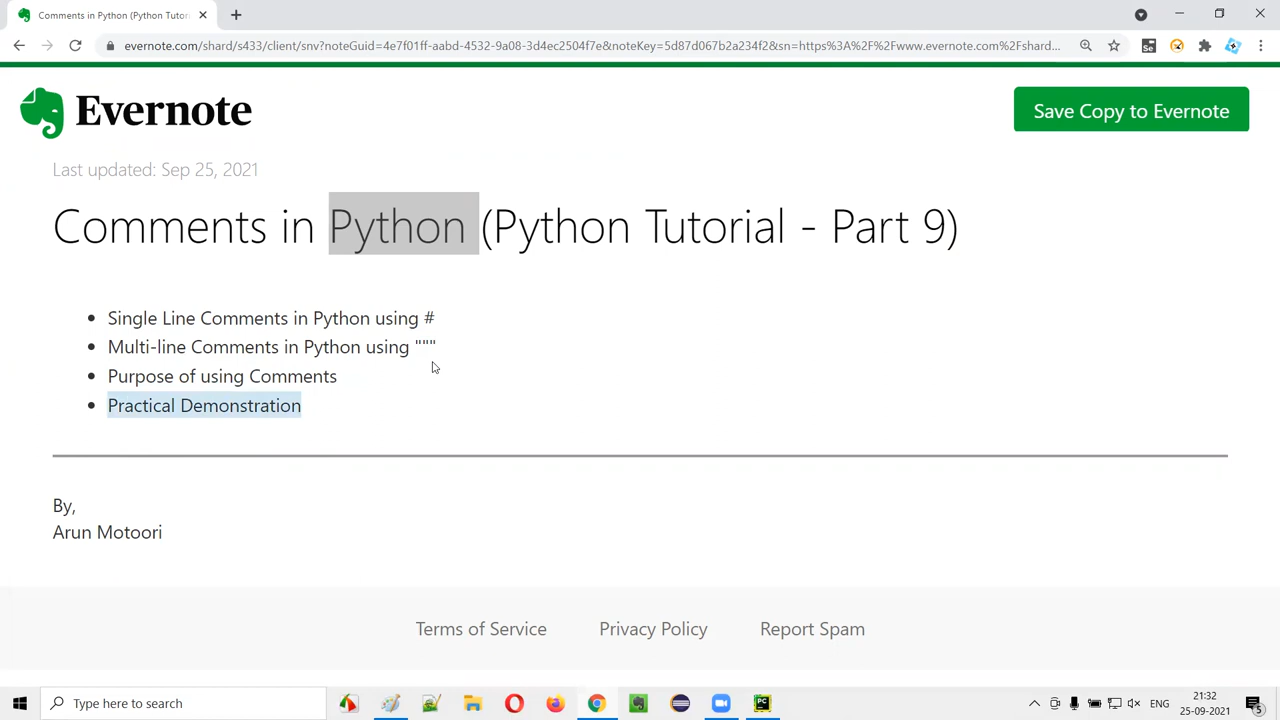 Comments in Python (Python Tutor
evernote.com/shard/s433/client/snv?noteGuid=4e7f01ff-aabd-4532-9a08-3d4ec2504f7e&noteKey=5d87d067b2a234f2&sn=https%3A%2F%2Fwww.evernote.com%2Fshard...
Evernote
Save Copy to Evernote
Last updated: Sep 25, 2021
Comments in Python (Python Tutorial - Part 9)
• Single Line Comments in Python using #
• Multi-line Comments in Python using """
• Purpose of using Comments
• Practical Demonstration
By,
Arun Motoori
Terms of Service Privacy Policy Report Spam
Type here to search
ENG
21:32
25-09-2021
5